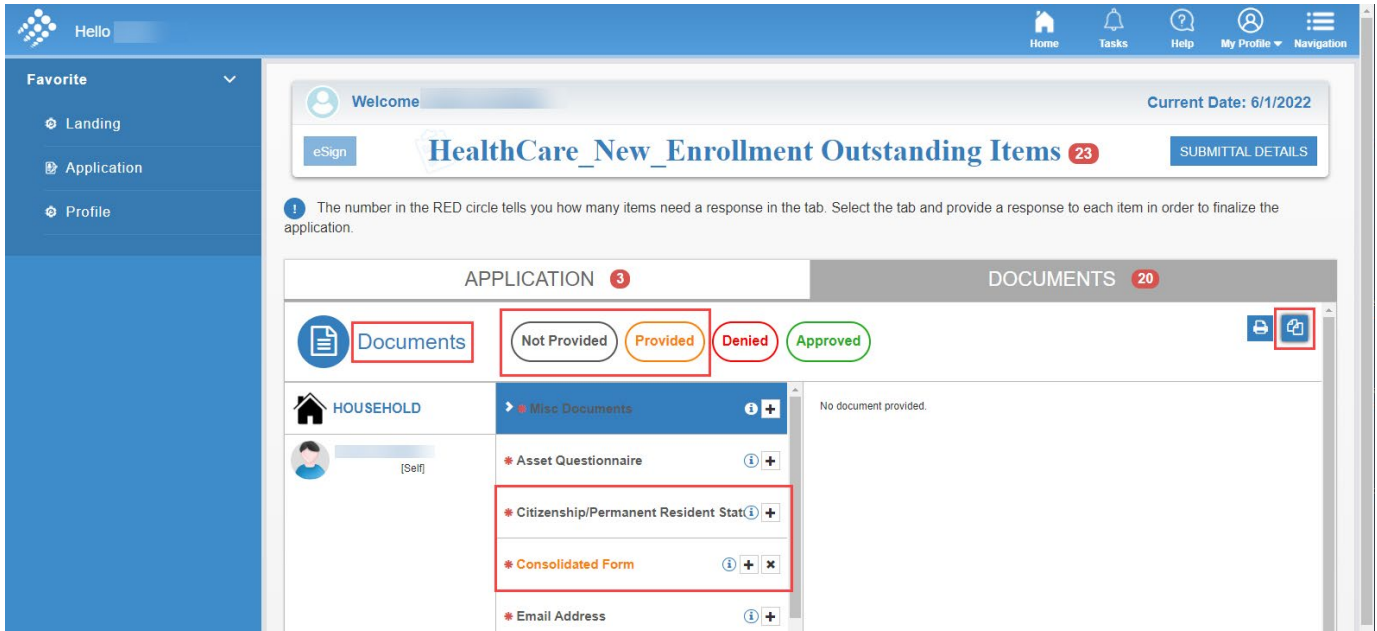 Hello
Home Tasks Help My Profile Navigation
Favorite
Landing
Application
Profile
Welcome
Current Date: 6/1/2022
eSign
HealthCare_New_Enrollment Outstanding Items 23
SUBMITTAL DETAILS
! The number in the RED circle tells you how many items need a response in the tab. Select the tab and provide a response to each item in order to finalize the
application.
APPLICATION 3
DOCUMENTS 20
Documents
Not Provided Provided Denied Approved
HOUSEHOLD
[Self]
* Misc Documents
* Asset Questionnaire
* Citizenship/Permanent Resident Stat
* Consolidated Form
* Email Address
No document provided.